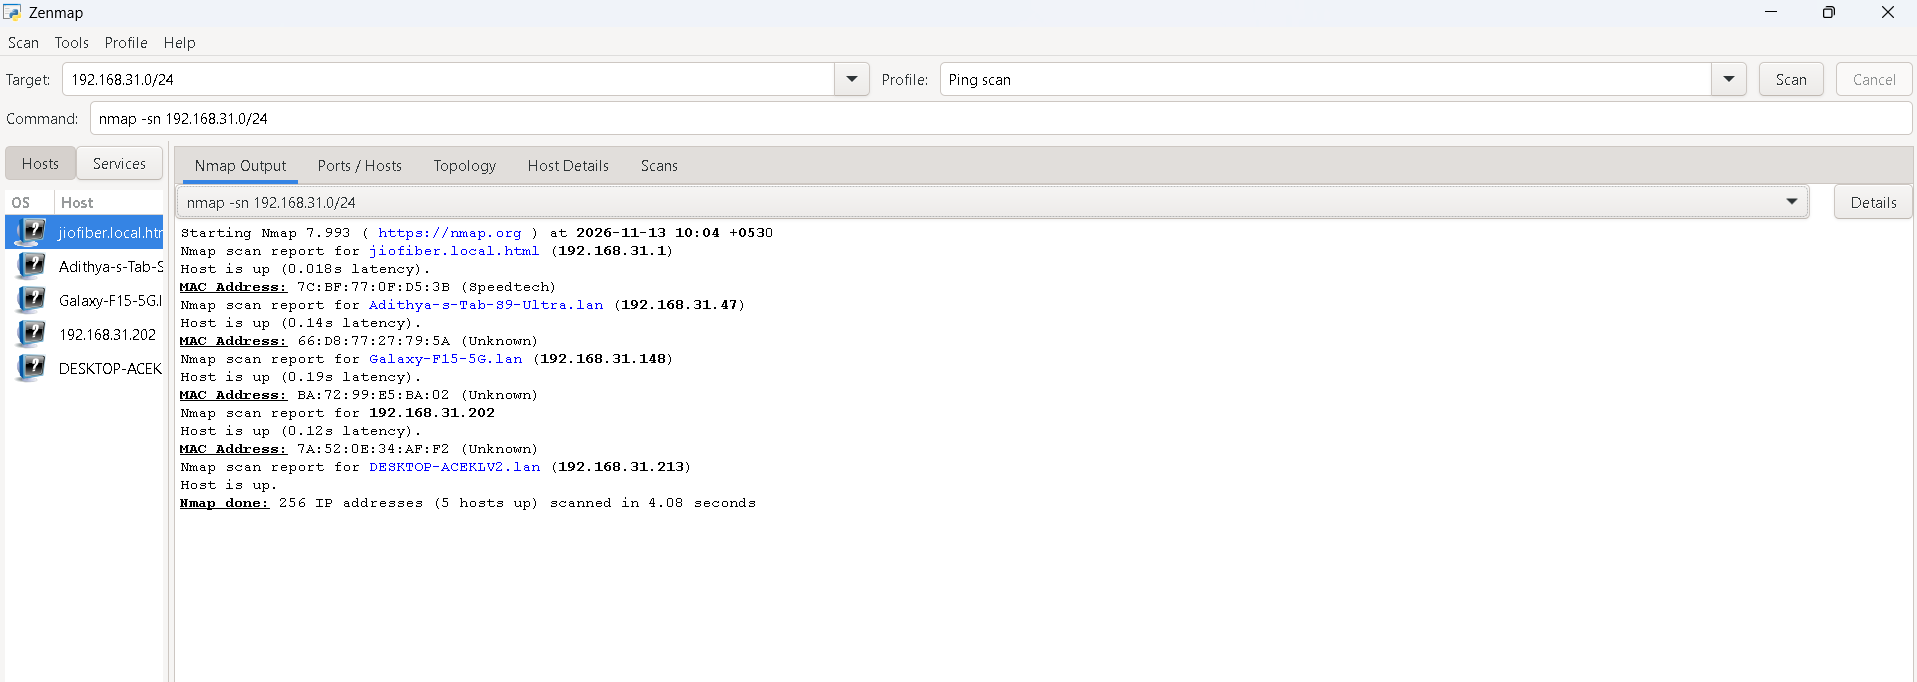 Zenmap
Scan Tools Profile Help
Target: 192.168.31.0/24 Profile: Ping scan Scan Cancel
Command: nmap -sn 192.168.31.0/24
Hosts Services
Nmap Output Ports / Hosts Topology Host Details Scans
OS Host
nmap -sn 192.168.31.0/24 Details
jiofiber.local.htr
Adithya-s-Tab-S
Galaxy-F15-5G.l
192.168.31.202
DESKTOP-ACEK
Starting Nmap 7.993 ( https://nmap.org ) at 2026-11-13 10:04 +0530
Nmap scan report for jiofiber.local.html (192.168.31.1)
Host is up (0.018s latency).
MAC Address: 7C:BF:77:0F:D5:3B (Speedtech)
Nmap scan report for Adithya-s-Tab-S9-Ultra.lan (192.168.31.47)
Host is up (0.14s latency).
MAC Address: 66:D8:77:27:79:5A (Unknown)
Nmap scan report for Galaxy-F15-5G.lan (192.168.31.148)
Host is up (0.19s latency).
MAC Address: BA:72:99:E5:BA:02 (Unknown)
Nmap scan report for 192.168.31.202
Host is up (0.12s latency).
MAC Address: 7A:52:0E:34:AF:F2 (Unknown)
Nmap scan report for DESKTOP-ACEKLV2.lan (192.168.31.213)
Host is up.
Nmap done: 256 IP addresses (5 hosts up) scanned in 4.08 seconds